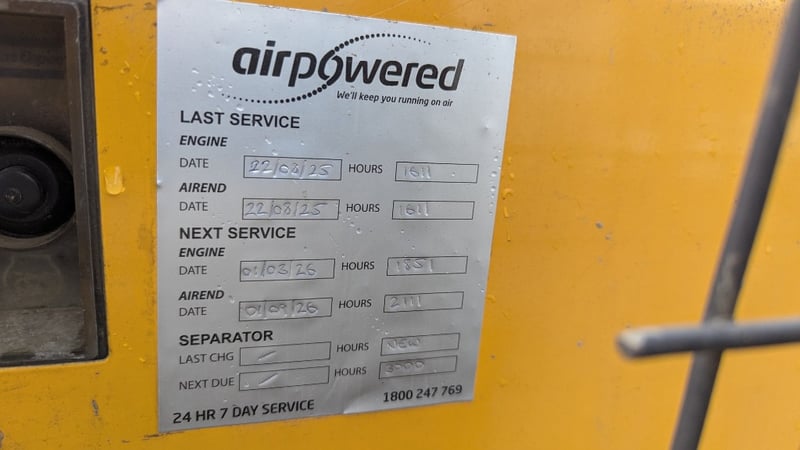 airpowered
We'll keep you running on air
LAST SERVICE
ENGINE
DATE 22/08/25 HOURS 1611
AIREND
DATE 22/08/25 HOURS 1611
NEXT SERVICE
ENGINE
DATE 01/03/26 HOURS 1851
AIREND
DATE 01/09/26 HOURS 2111
SEPARATOR
LAST CHG / HOURS NEW
NEXT DUE / HOURS 3000
24 HR 7 DAY SERVICE 1800 247 769